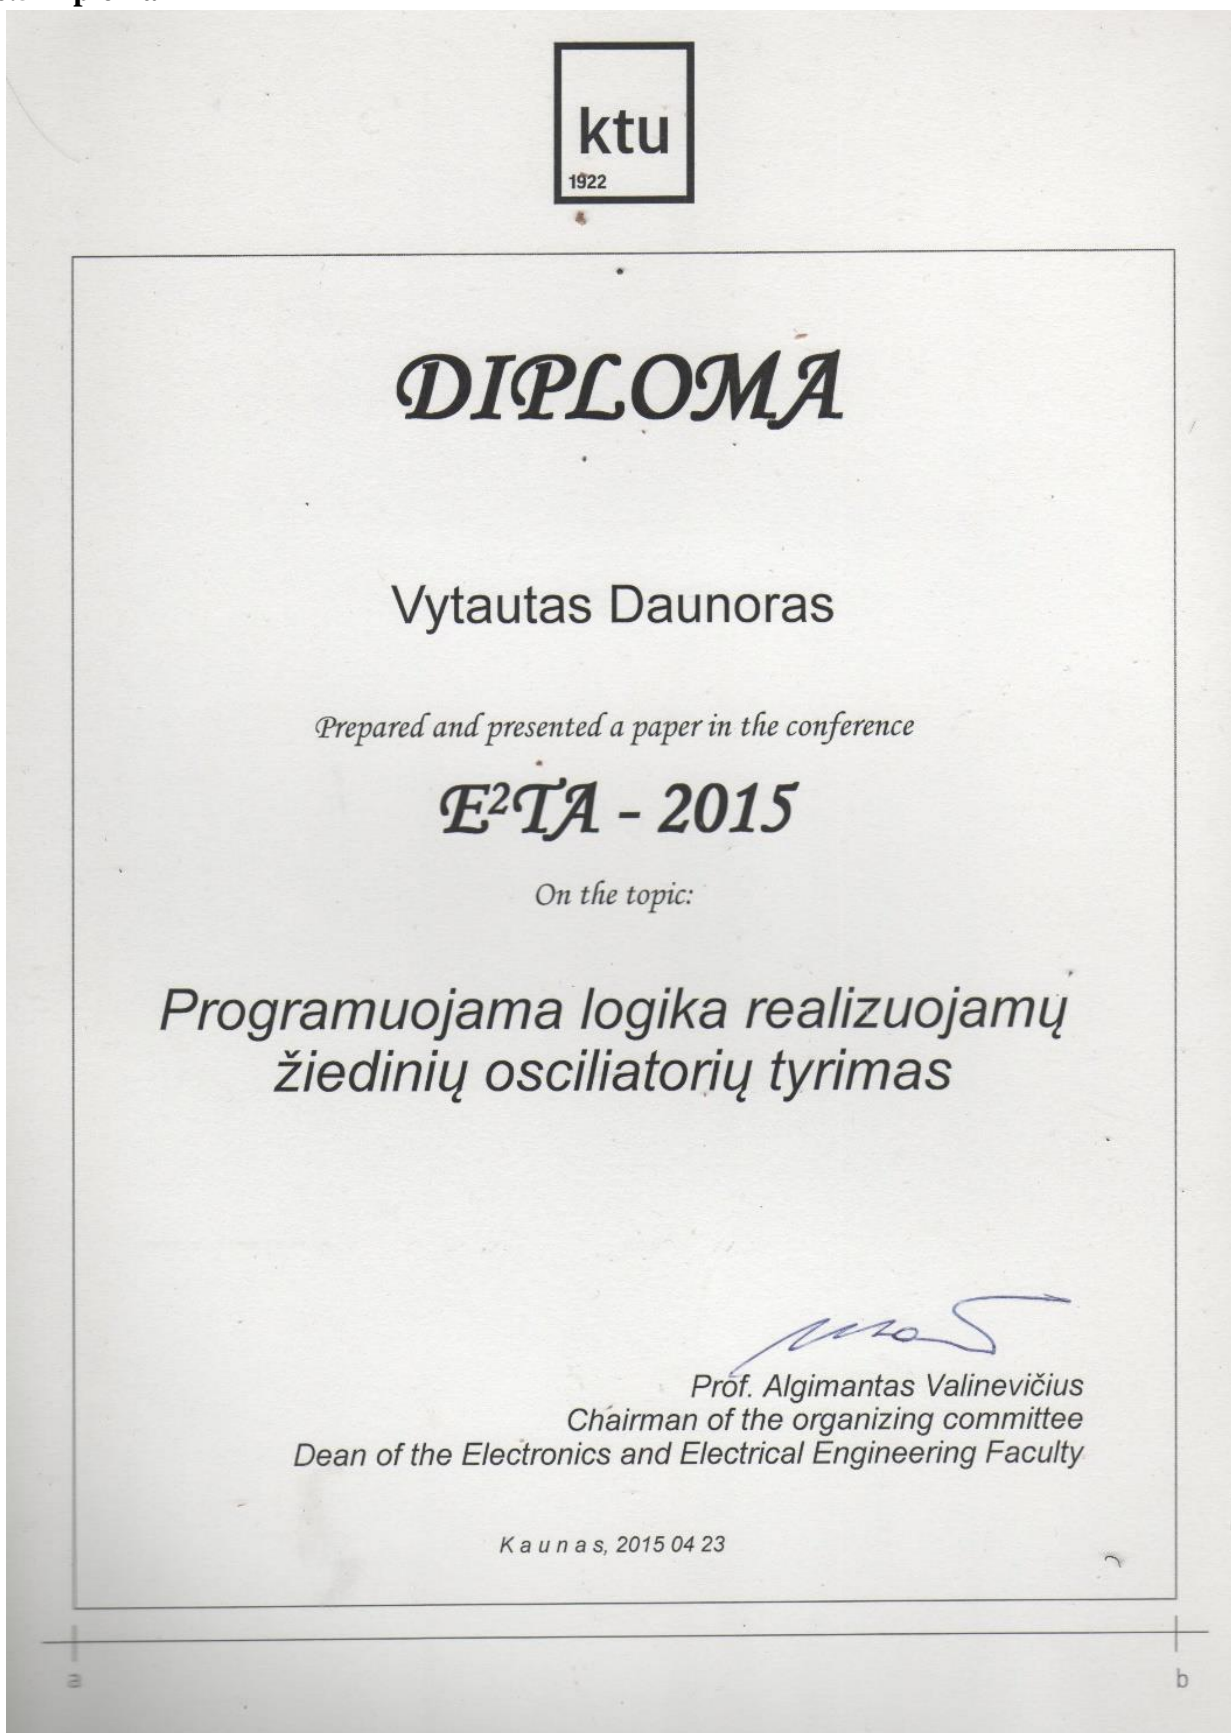 ktu
1922
DIPLOMA
Vytautas Daunoras
Prepared and presented a paper in the conference
E²TA - 2015
On the topic:
Programuojama logika realizuojamų
žiedinių osciliatorių tyrimas
Prof. Algimantas Valinevičius
Chairman of the organizing committee
Dean of the Electronics and Electrical Engineering Faculty
Kaunas, 2015 04 23
a b